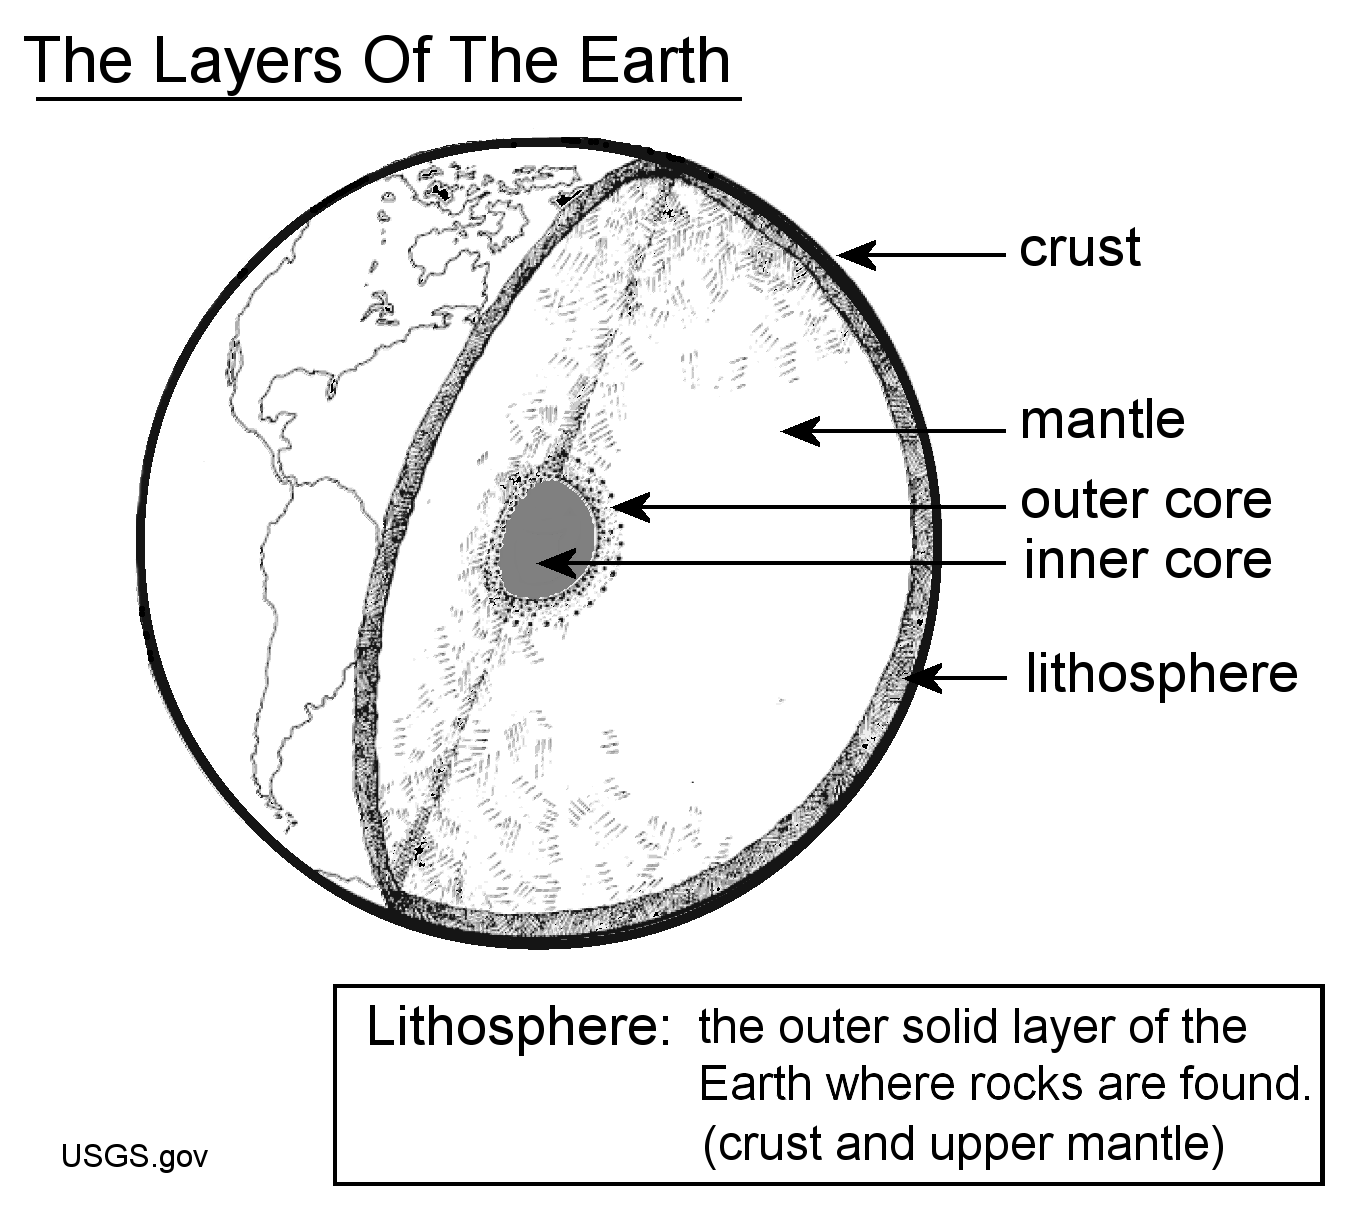 The Layers Of The Earth
crust
mantle
outer core
inner core
lithosphere
Lithosphere: the outer solid layer of the
Earth where rocks are found.
(crust and upper mantle)
USGS.gov